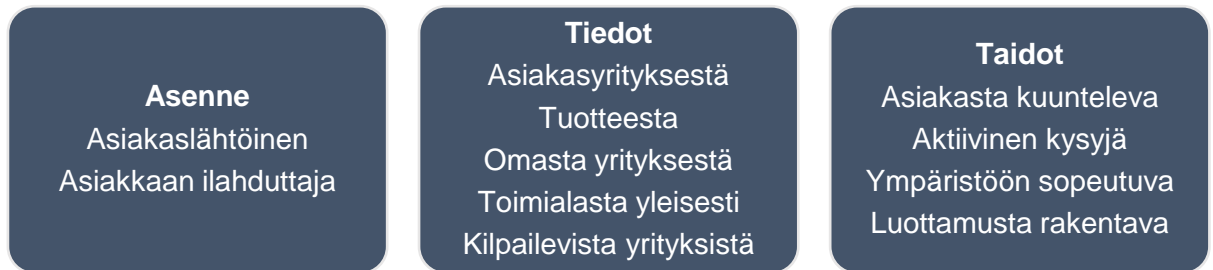 Asenne
Asiakaslähtöinen
Asiakkaan ilahduttaja
Tiedot
Asiakasyrityksestä
Tuotteesta
Omasta yrityksestä
Toimialasta yleisesti
Kilpailevista yrityksistä
Taidot
Asiakasta kuunteleva
Aktiivinen kysyjä
Ympäristöön sopeutuva
Luottamusta rakentava